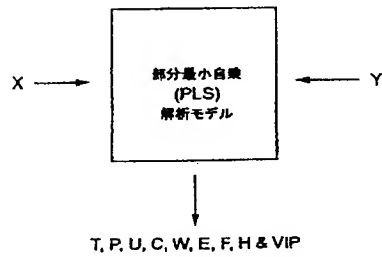 部分最小自乗
X
(PLS)
Y
解析モデル
T, P, U, C, W, E, F, H & VIP